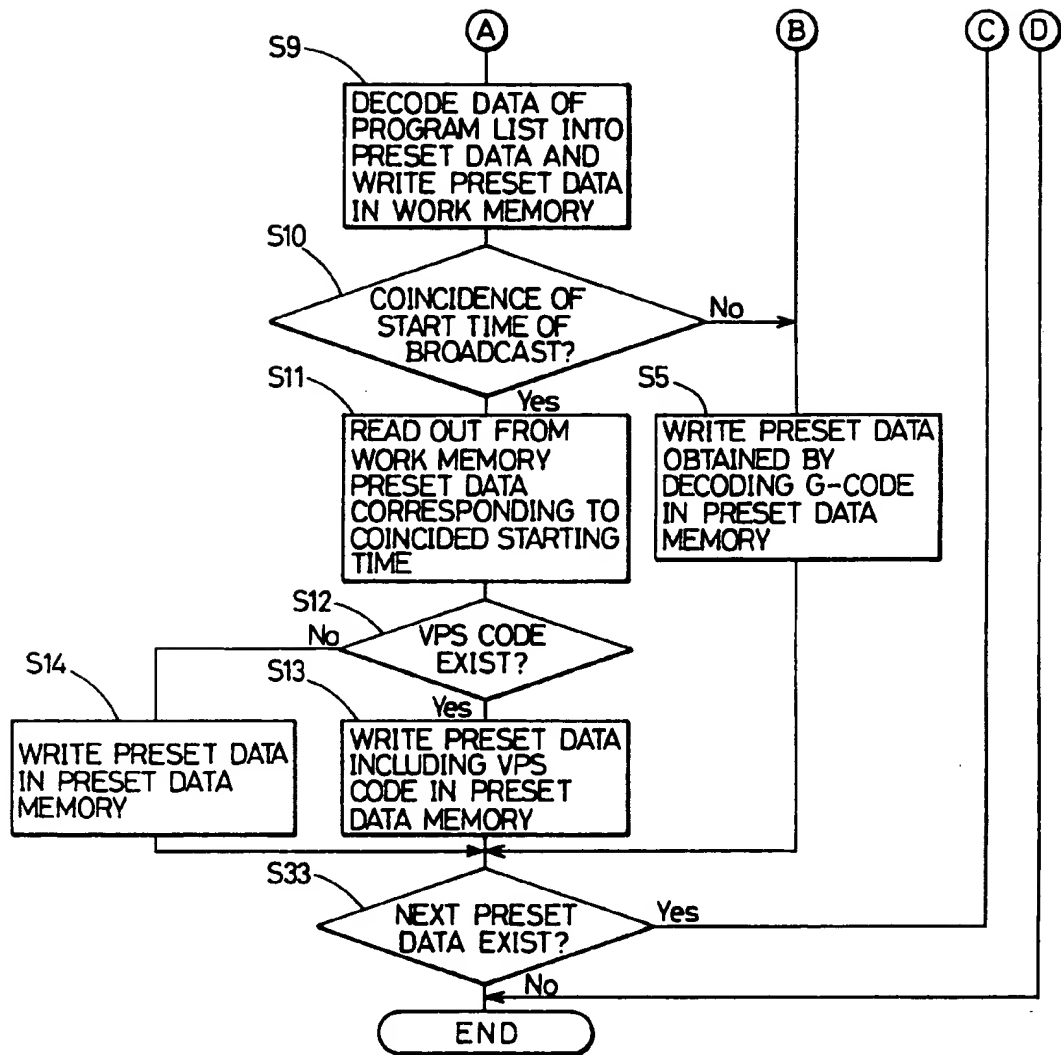 A
B
C
D
S9
DECODE DATA OF
PROGRAM LIST INTO
PRESET DATA AND
WRITE PRESET DATA
IN WORK MEMORY
S10
COINCIDENCE OF
START TIME OF
BROADCAST?
No
Yes
S11
READ OUT FROM
WORK MEMORY
PRESET DATA
CORRESPONDING TO
COINCIDED STARTING
TIME
S5
WRITE PRESET DATA
OBTAINED BY
DECODING G-CODE
IN PRESET DATA
MEMORY
S12
VPS CODE
EXIST?
No
Yes
S14
WRITE PRESET DATA
IN PRESET DATA
MEMORY
S13
WRITE PRESET DATA
INCLUDING VPS
CODE IN PRESET
DATA MEMORY
S33
NEXT PRESET
DATA EXIST?
Yes
No
END